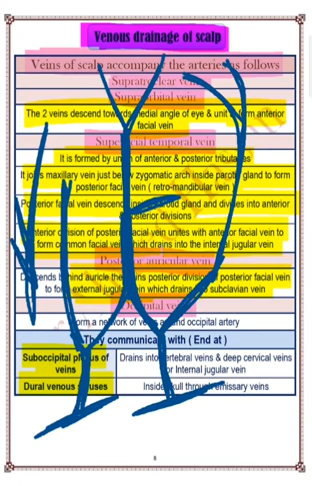 Venous drainage of scalp
Veins of scalp accompany the arteries as follows
Supratroclear vein
Supraorbital vein
The 2 veins descend towards medial angle of eye & unit to form anterior
facial vein
Superficial temporal vein
It is formed by union of anterior & posterior tributaries
It joins maxillary vein just below zygomatic arch inside parotid gland to form
posterior facial vein ( retro-mandibular vein )
Posterior facial vein descends inside parotid gland and divides into anterior
& posterior divisions
Anterior division of posterior facial vein unites with anterior facial vein to
form common facial vein which drains into the internal jugular vein
Posterior auricular vein
Descends behind auricle then joins posterior division of posterior facial vein
to form external jugular vein which drains into subclavian vein
Occipital vein
Form a network of veins around occipital artery
They communicate with ( End at )
Suboccipital plexus of
veins
Drains into vertebral veins & deep cervical veins
or Internal jugular vein
Dural venous sinuses
Inside skull through emissary veins
8